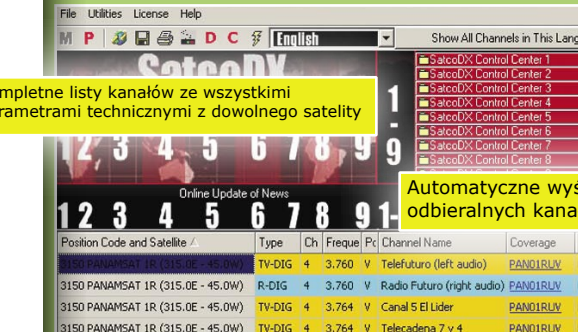 File Utilities License Help
M P D C English Show All Channels in This Lang
SatcoDX
SatcoDX Control Center 1
SatcoDX Control Center 2
SatcoDX Control Center 3
SatcoDX Control Center 4
SatcoDX Control Center 5
SatcoDX Control Center 6
SatcoDX Control Center 7
SatcoDX Control Center 8
mpletne listy kanałów ze wszystkimi
rametrami technicznymi z dowolnego satelity
1
-
9
1 2 3 4 5 6 7 8 9
Online Update of News
1 2 3 4 5 6 7 8 9 1-
Automatyczne wyś
odbieralnych kana
Position Code and Satellite Type Ch Freque Pc Channel Name Coverage
3150 PANAMSAT 1R (315.0E - 45.0W) TV-DIG 4 3.760 V Telefuturo (left audio) PAN01RUV
3150 PANAMSAT 1R (315.0E - 45.0W) R-DIG 4 3.760 V Radio Futuro (right audio) PAN01RUV
3150 PANAMSAT 1R (315.0E - 45.0W) TV-DIG 4 3.764 V Canal 5 El Lider PAN01RUV
3150 PANAMSAT 1R (315.0E - 45.0W) TV-DIG 4 3.764 V Telecadena 7 y 4 PAN01RUV